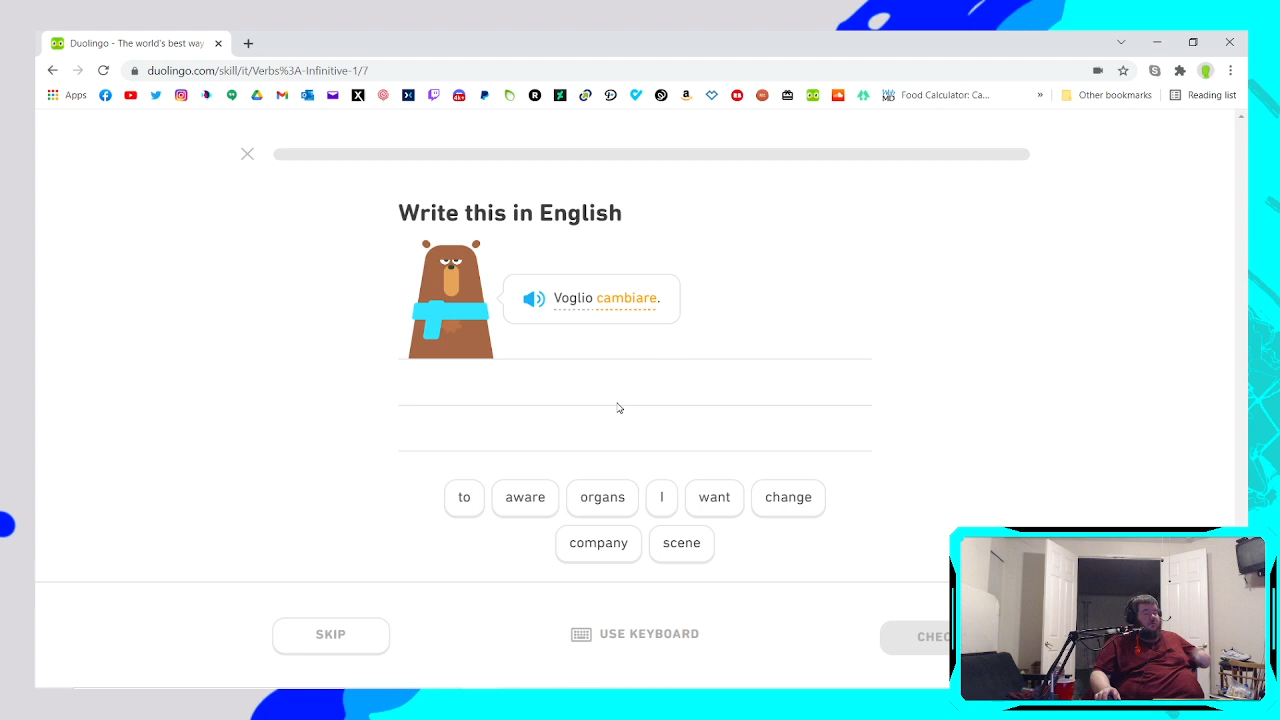 Duolingo - The world's best way
duolingo.com/skill/it/Verbs%3A-Infinitive-1/7
Apps
Food Calculator: Ca...
»
Other bookmarks
Reading list
Write this in English
Voglio cambiare.
to aware organs I want change
company scene
SKIP
USE KEYBOARD
CHEC